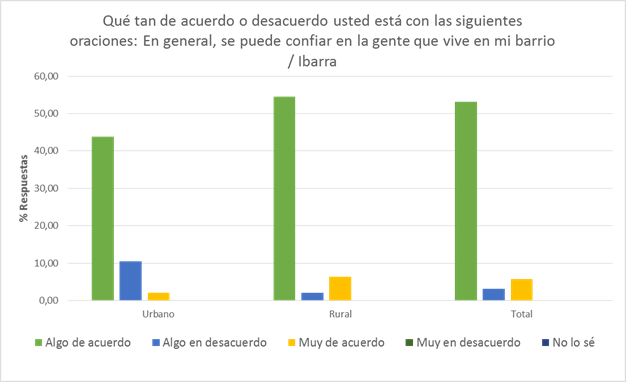 Qué tan de acuerdo o desacuerdo usted está con las siguientes
oraciones: En general, se puede confiar en la gente que vive en mi barrio
/ Ibarra
60,00
50,00
40,00
30,00
20,00
10,00
0,00
% Respuestas
Urbano Rural Total
Algo de acuerdo Algo en desacuerdo Muy de acuerdo Muy en desacuerdo No lo sé